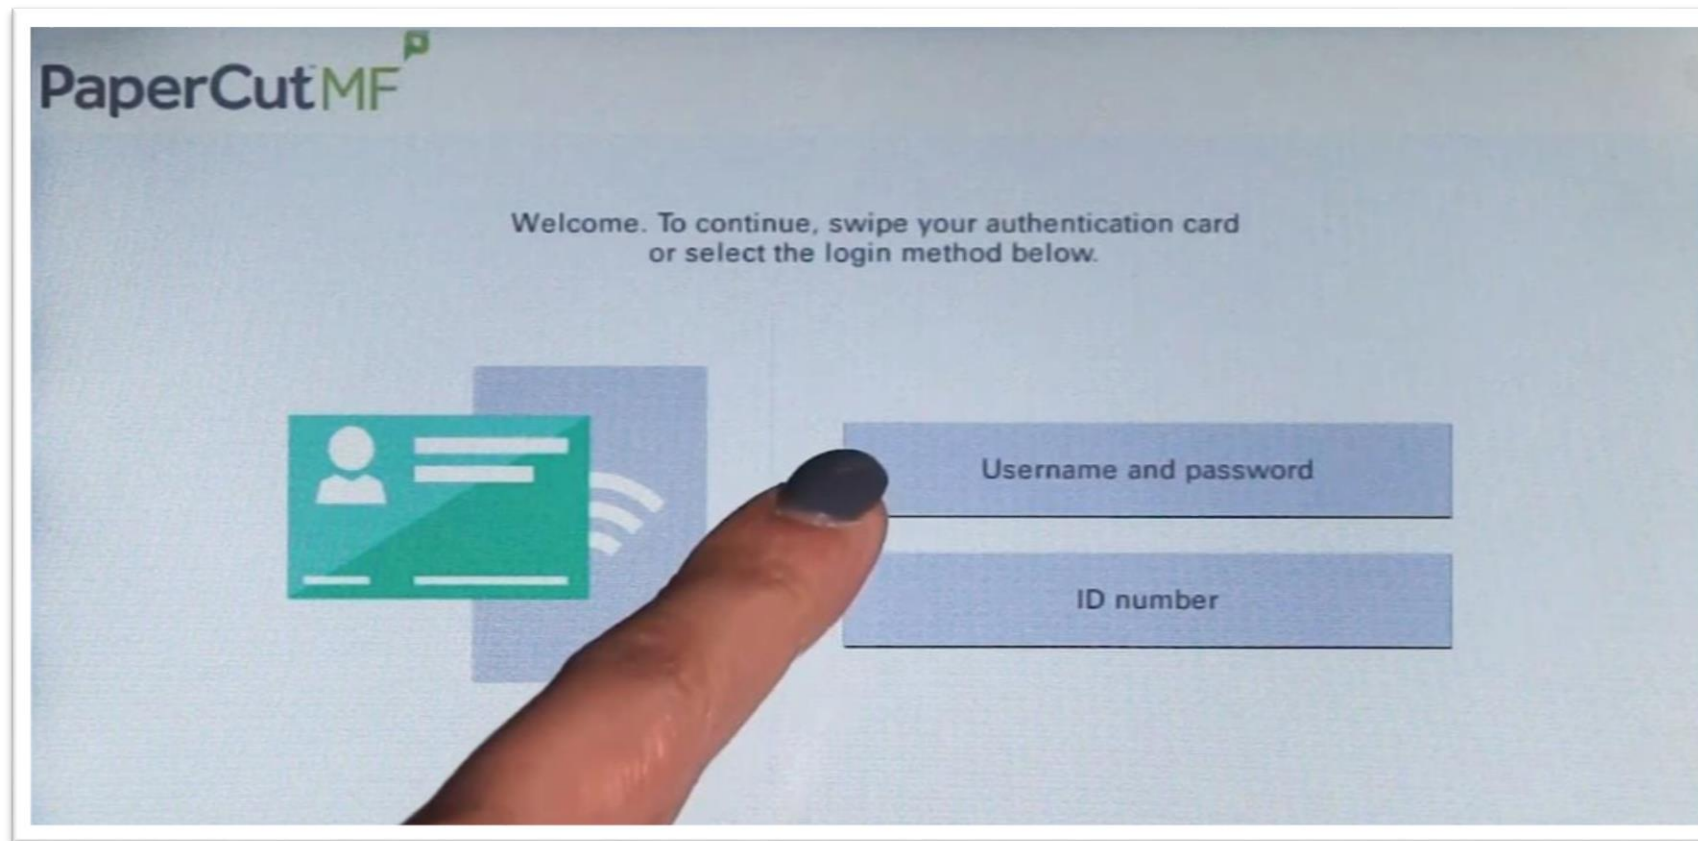 PaperCut MF
Welcome. To continue, swipe your authentication card
or select the login method below.
Username and password
ID number